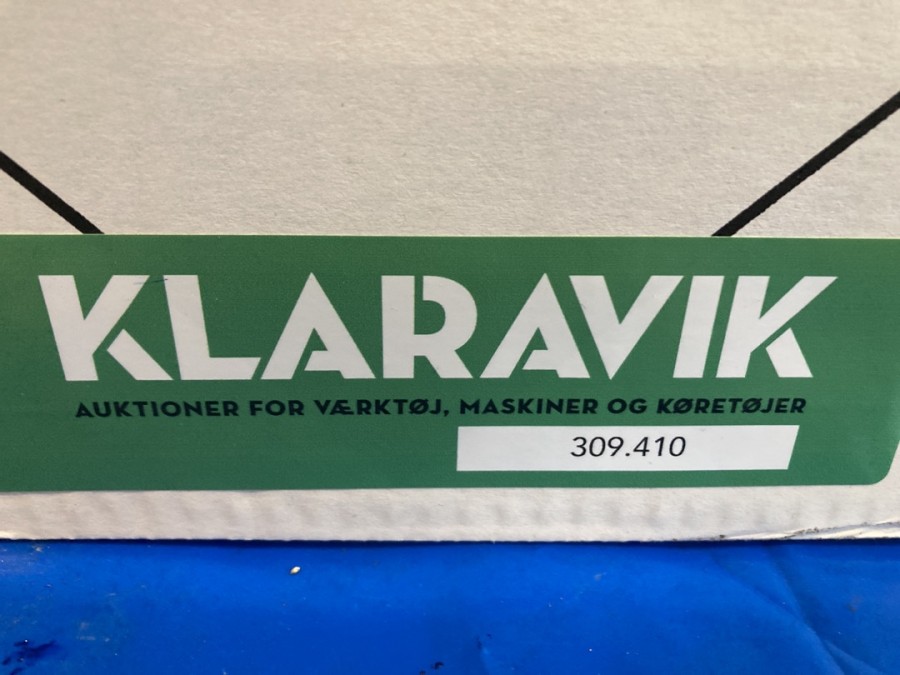 KLARAVIK
AUKTIONER FOR VÆRKTØJ, MASKINER OG KØRETØJER
309.410